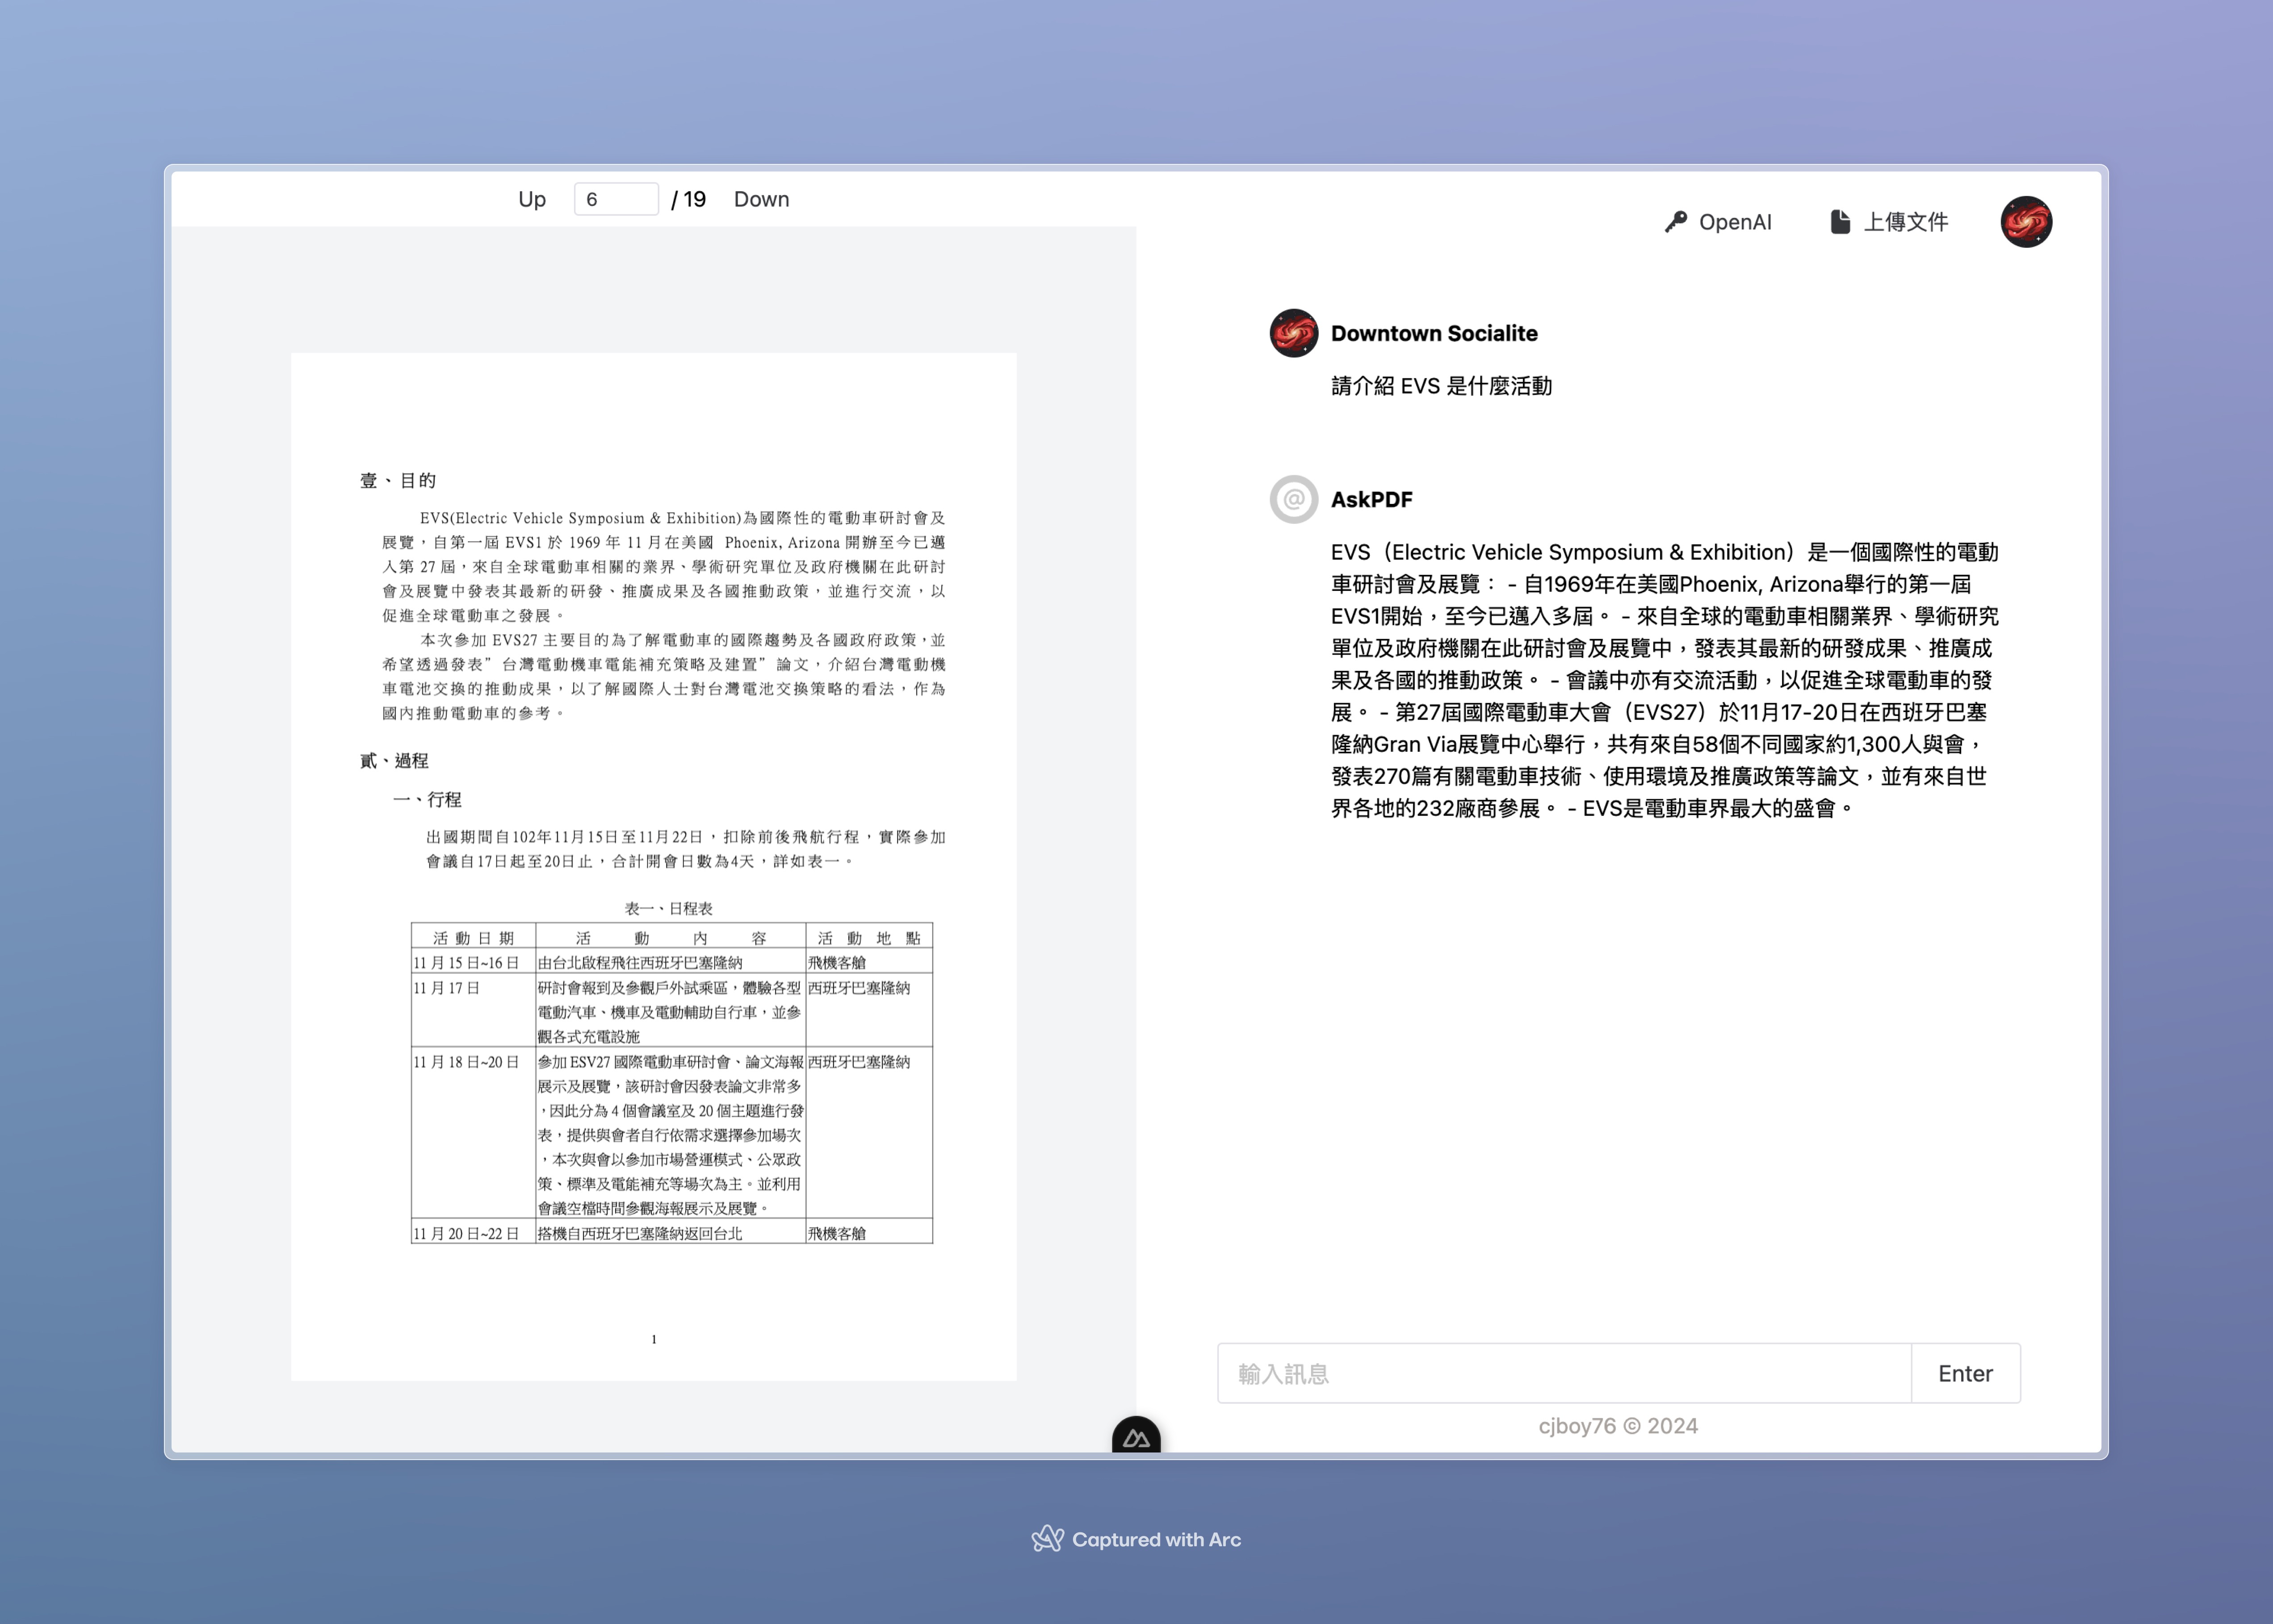 Up 6 / 19 Down
OpenAI 上傳文件
壹、目的
EVS(Electric Vehicle Symposium & Exhibition)為國際性的電動車研討會及
展覽，自第一屆 EVS1 於 1969 年 11 月在美國 Phoenix, Arizona 開辦至今已邁
入第 27 屆，來自全球電動車相關的業界、學術研究單位及政府機關在此研討
會及展覽中發表其最新的研發、推廣成果及各國推動政策，並進行交流，以
促進全球電動車之發展。
本次參加 EVS27 主要目的為了解電動車的國際趨勢及各國政府政策，並
希望透過發表”台灣電動機車電能補充策略及建置”論文，介紹台灣電動機
車電池交換的推動成果，以了解國際人士對台灣電池交換策略的看法，作為
國內推動電動車的參考。
貳、過程
一、行程
出國期間自102年11月15日至11月22日，扣除前後飛航行程，實際參加
會議自17日起至20日止，合計開會日數為4天，詳如表一。
表一、日程表
活動日期 活動內容 活動地點
11 月 15 日~16 日 由台北啟程飛往西班牙巴塞隆納 飛機客艙
11 月 17 日 研討會報到及參觀戶外試乘區，體驗各型 西班牙巴塞隆納
電動汽車、機車及電動輔助自行車，並參
觀各式充電設施
11 月 18 日~20 日 參加 ESV27 國際電動車研討會、論文海報 西班牙巴塞隆納
展示及展覽，該研討會因發表論文非常多
，因此分為 4 個會議室及 20 個主題進行發
表，提供與會者自行依需求選擇參加場次
，本次與會以參加市場營運模式、公眾政
策、標準及電能補充等場次為主。並利用
會議空檔時間參觀海報展示及展覽。
11 月 20 日~22 日 搭機自西班牙巴塞隆納返回台北 飛機客艙
1
Downtown Socialite
請介紹 EVS 是什麼活動
@ AskPDF
EVS（Electric Vehicle Symposium & Exhibition）是一個國際性的電動
車研討會及展覽： - 自1969年在美國Phoenix, Arizona舉行的第一屆
EVS1開始，至今已邁入多屆。 - 來自全球的電動車相關業界、學術研究
單位及政府機關在此研討會及展覽中，發表其最新的研發成果、推廣成
果及各國的推動政策。 - 會議中亦有交流活動，以促進全球電動車的發
展。 - 第27屆國際電動車大會（EVS27）於11月17-20日在西班牙巴塞
隆納Gran Via展覽中心舉行，共有來自58個不同國家約1,300人與會，
發表270篇有關電動車技術、使用環境及推廣政策等論文，並有來自世
界各地的232廠商參展。 - EVS是電動車界最大的盛會。
輸入訊息 Enter
cjboy76 © 2024
Captured with Arc